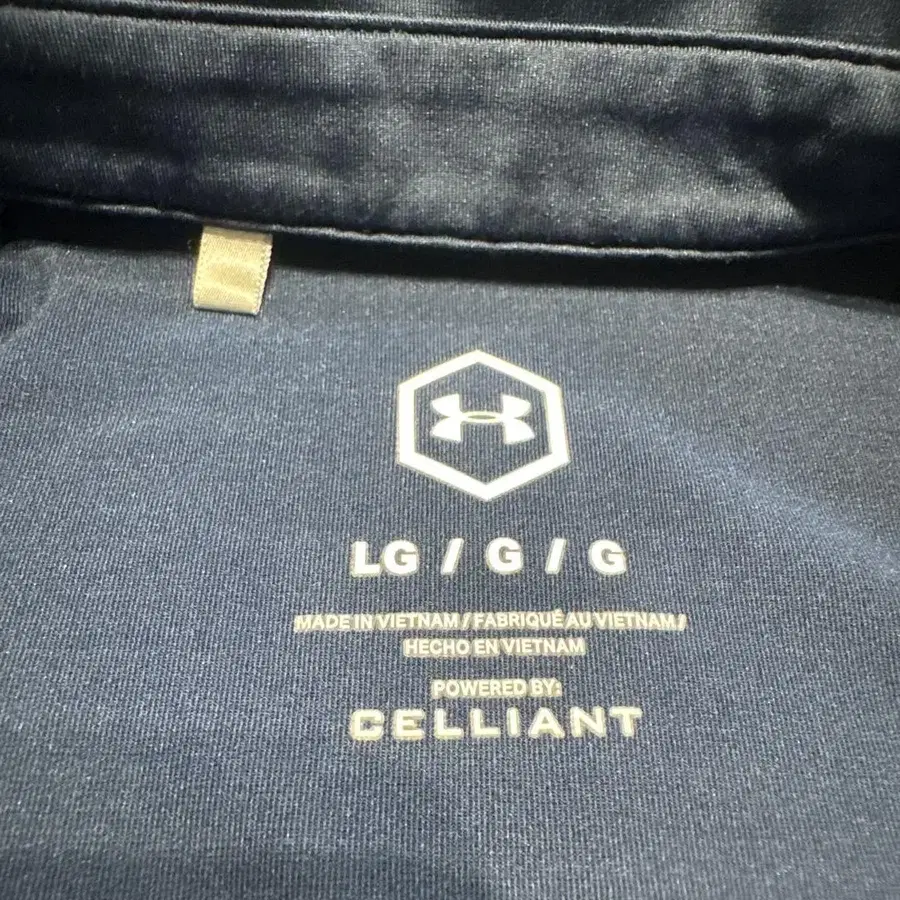 LG / G / G
MADE IN VIETNAM / FABRIQUÉ AU VIETNAM /
HECHO EN VIETNAM
POWERED BY:
CELLIANT